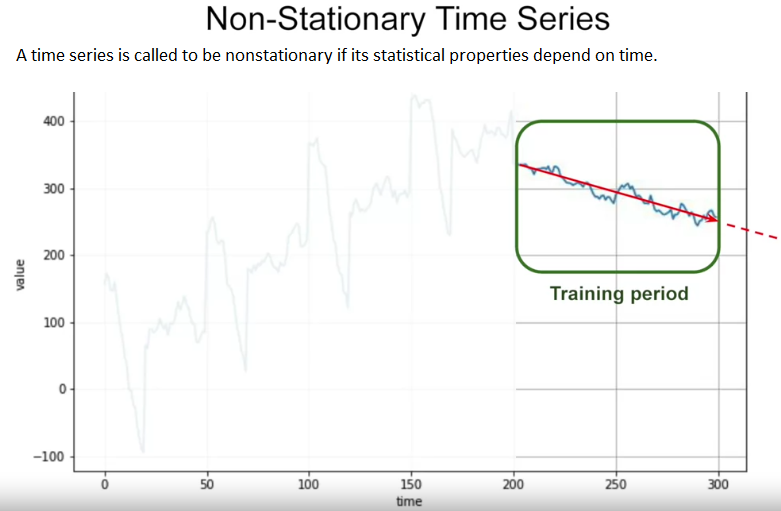 Non-Stationary Time Series
A time series is called to be nonstationary if its statistical properties depend on time.
400
300
200
100
0
−100
value
Training period
0 50 100 150 200 250 300
time